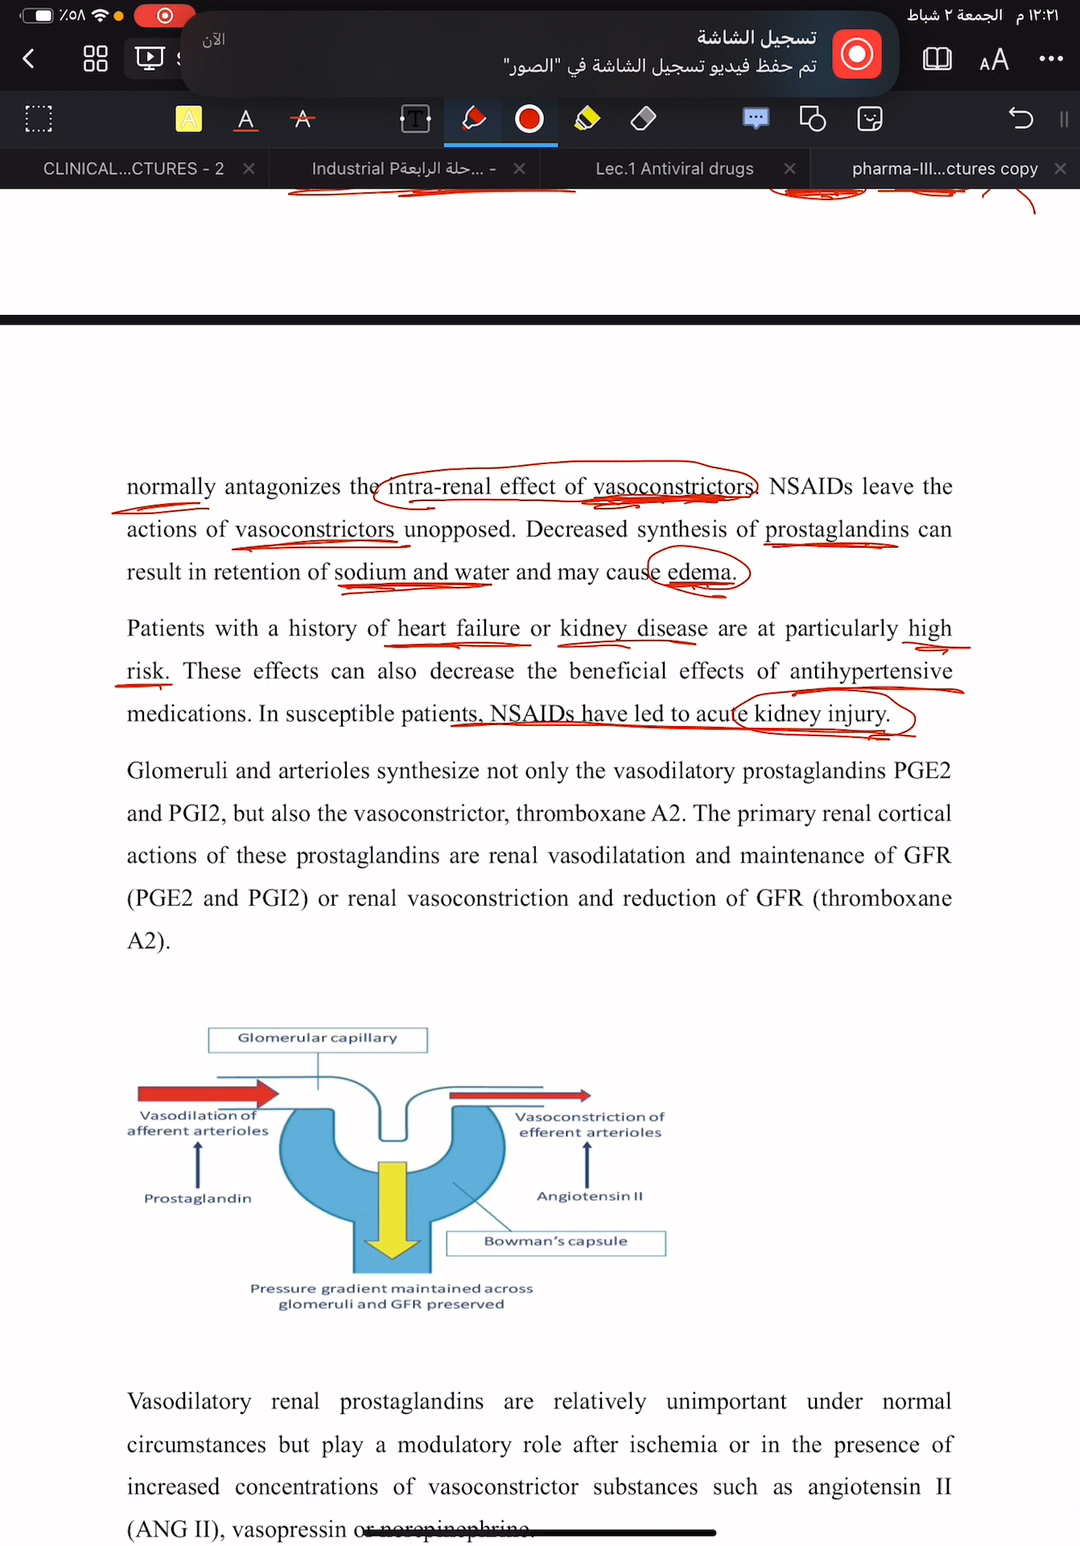 ٪٥٨
١٢:٢١ م الجمعة ٢ شباط
تسجيل الشاشة
الآن
تم حفظ فيديو تسجيل الشاشة في "الصور"
AA
A A A T
CLINICAL...CTURES - 2
Industrial Pحلة الرابعة... -
Lec.1 Antiviral drugs
pharma-III...ctures copy
normally antagonizes the intra-renal effect of vasoconstrictors. NSAIDs leave the
actions of vasoconstrictors unopposed. Decreased synthesis of prostaglandins can
result in retention of sodium and water and may cause edema.
Patients with a history of heart failure or kidney disease are at particularly high
risk. These effects can also decrease the beneficial effects of antihypertensive
medications. In susceptible patients, NSAIDs have led to acute kidney injury.
Glomeruli and arterioles synthesize not only the vasodilatory prostaglandins PGE2
and PGI2, but also the vasoconstrictor, thromboxane A2. The primary renal cortical
actions of these prostaglandins are renal vasodilatation and maintenance of GFR
(PGE2 and PGI2) or renal vasoconstriction and reduction of GFR (thromboxane
A2).
Glomerular capillary
Vasodilation of
afferent arterioles
Vasoconstriction of
efferent arterioles
Prostaglandin
Angiotensin II
Bowman's capsule
Pressure gradient maintained across
glomeruli and GFR preserved
Vasodilatory renal prostaglandins are relatively unimportant under normal
circumstances but play a modulatory role after ischemia or in the presence of
increased concentrations of vasoconstrictor substances such as angiotensin II
(ANG II), vasopressin or norepinephrine.